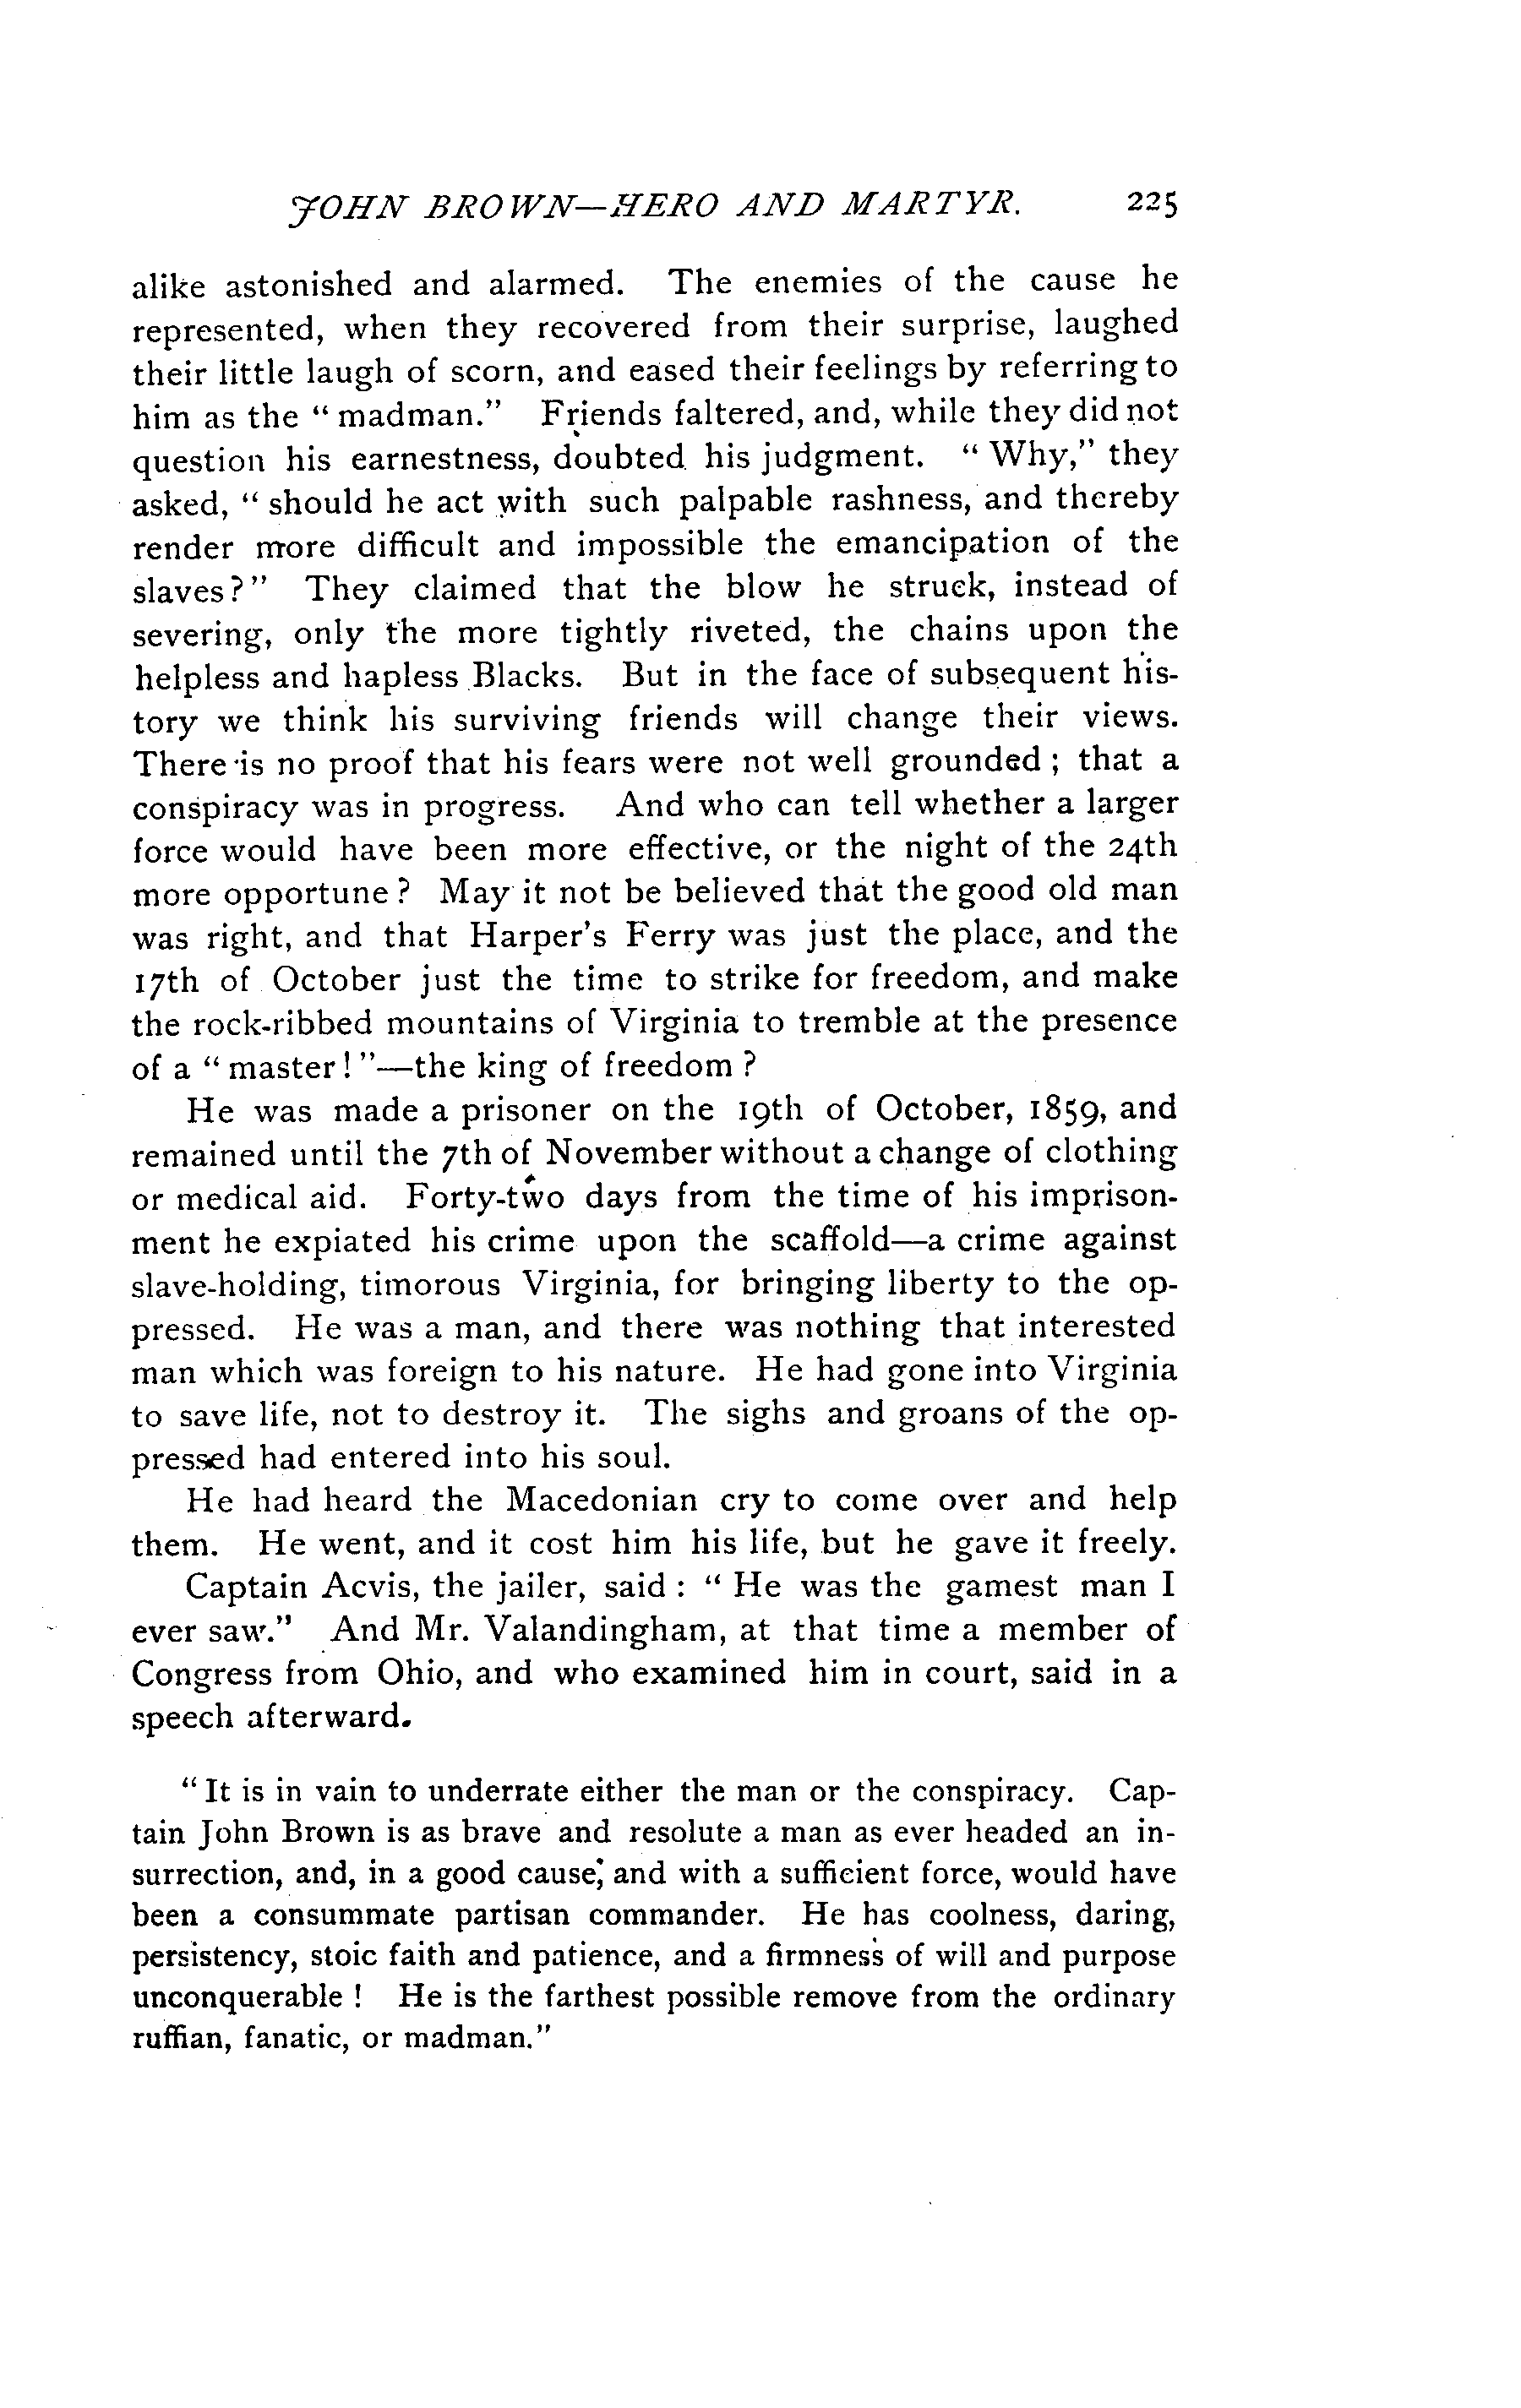 JOHN BROWN—HERO AND MARTYR. 225
alike astonished and alarmed. The enemies of the cause he
represented, when they recovered from their surprise, laughed
their little laugh of scorn, and eased their feelings by referring to
him as the “ madman.” Friends faltered, and, while they did not
question his earnestness, doubted his judgment. “ Why,” they
asked, “ should he act with such palpable rashness, and thereby
render more difficult and impossible the emancipation of the
slaves?” They claimed that the blow he struck, instead of
severing, only the more tightly riveted, the chains upon the
helpless and hapless Blacks. But in the face of subsequent his-
tory we think his surviving friends will change their views.
There is no proof that his fears were not well grounded ; that a
conspiracy was in progress. And who can tell whether a larger
force would have been more effective, or the night of the 24th
more opportune ? May it not be believed that the good old man
was right, and that Harper's Ferry was just the place, and the
17th of October just the time to strike for freedom, and make
the rock-ribbed mountains of Virginia to tremble at the presence
of a “ master ! ”—the king of freedom ?
He was made a prisoner on the 19th of October, 1859, and
remained until the 7th of November without a change of clothing
or medical aid. Forty-two days from the time of his imprison-
ment he expiated his crime upon the scaffold—a crime against
slave-holding, timorous Virginia, for bringing liberty to the op-
pressed. He was a man, and there was nothing that interested
man which was foreign to his nature. He had gone into Virginia
to save life, not to destroy it. The sighs and groans of the op-
pressed had entered into his soul.
He had heard the Macedonian cry to come over and help
them. He went, and it cost him his life, but he gave it freely.
Captain Acvis, the jailer, said : “ He was the gamest man I
ever saw.” And Mr. Valandingham, at that time a member of
Congress from Ohio, and who examined him in court, said in a
speech afterward.
“ It is in vain to underrate either the man or the conspiracy. Cap-
tain John Brown is as brave and resolute a man as ever headed an in-
surrection, and, in a good cause, and with a sufficient force, would have
been a consummate partisan commander. He has coolness, daring,
persistency, stoic faith and patience, and a firmness of will and purpose
unconquerable ! He is the farthest possible remove from the ordinary
ruffian, fanatic, or madman.”